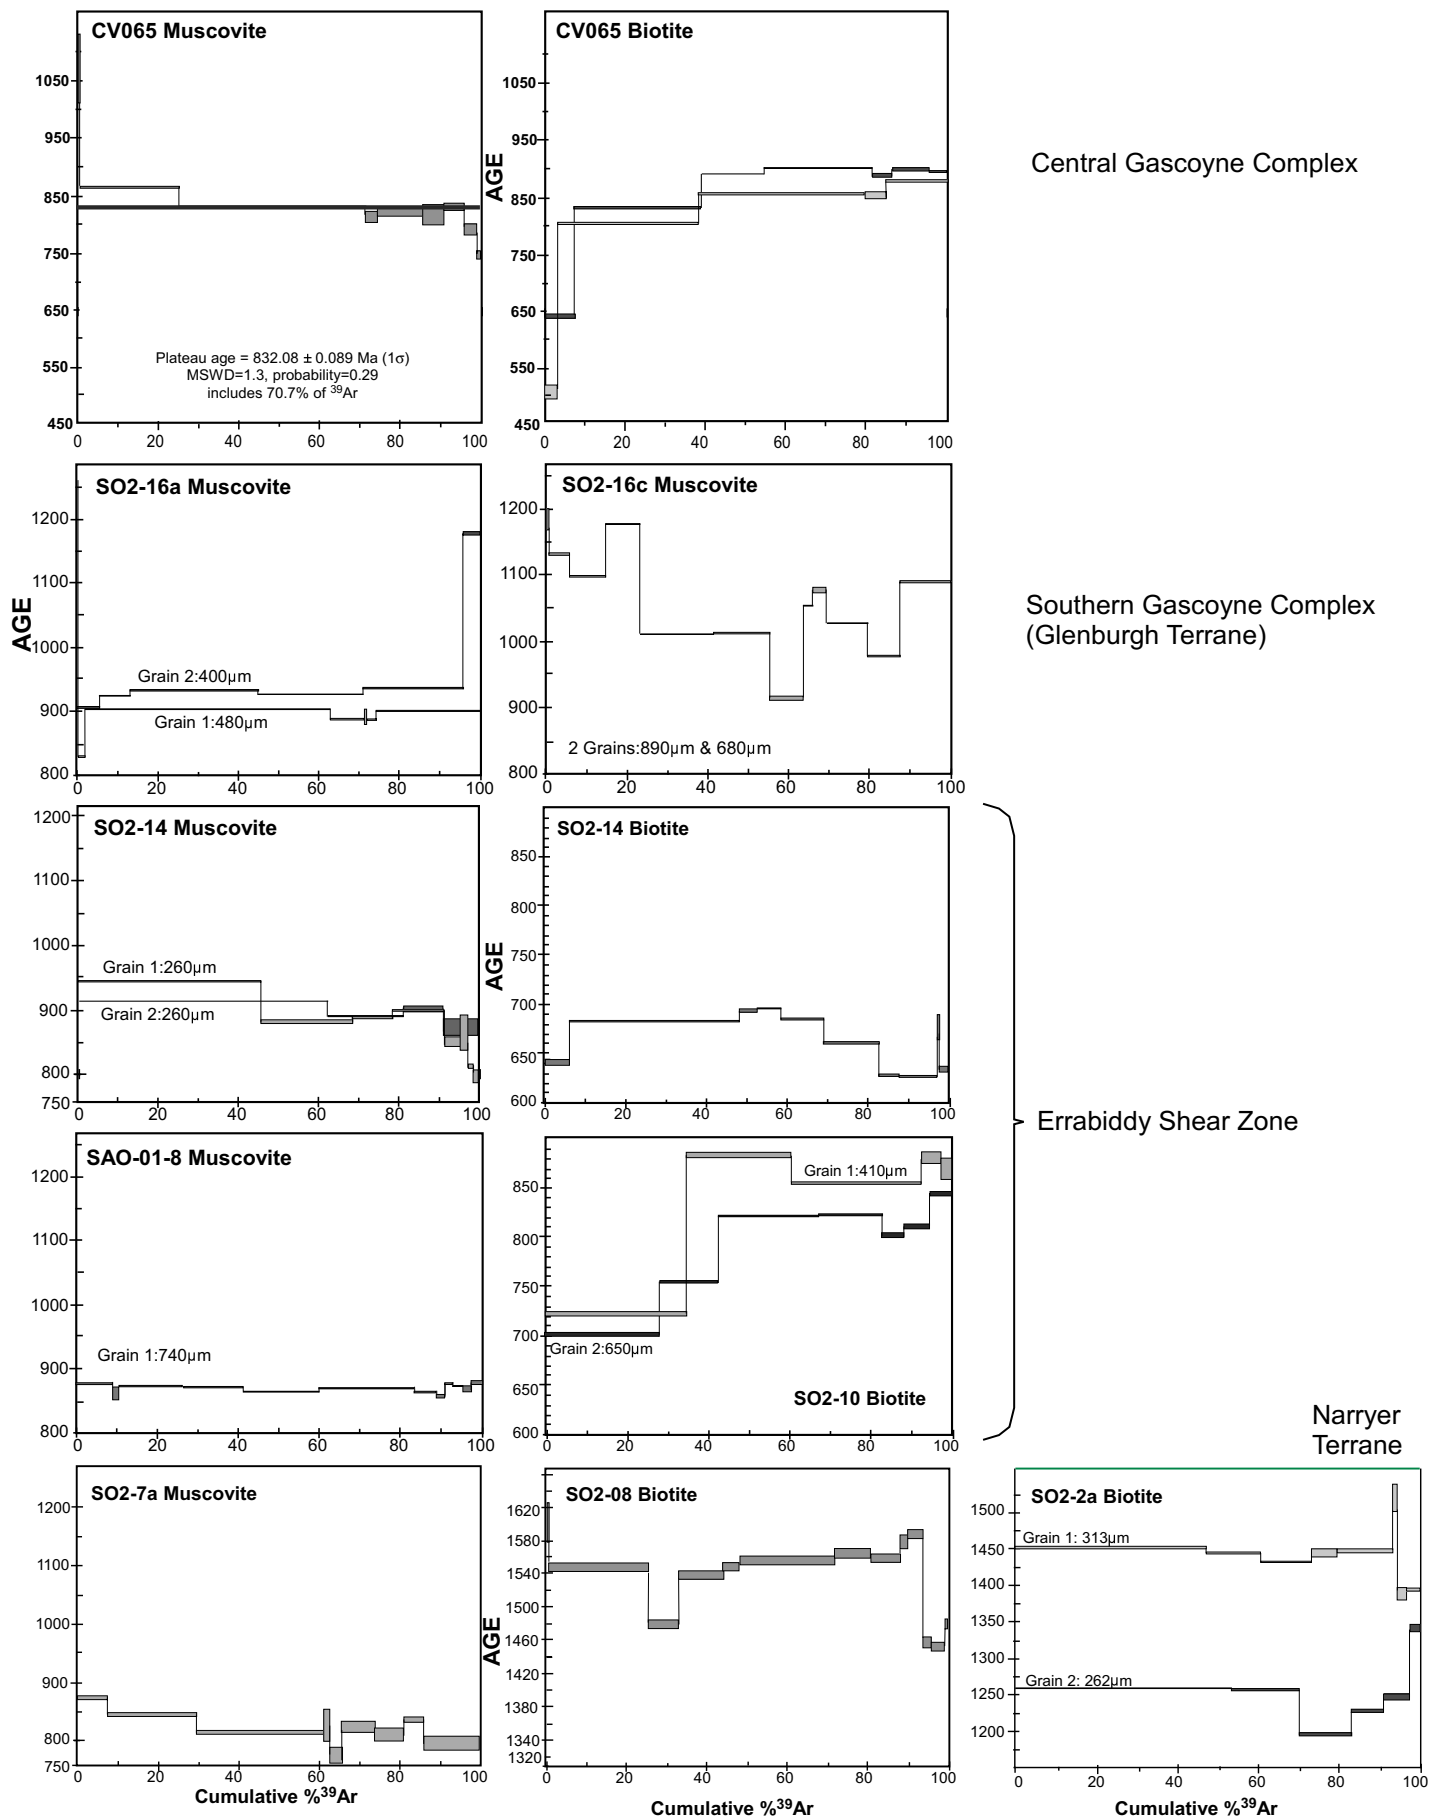 CV065 Muscovite
1050
950
850
750
650
550
450
Plateau age = 832.08 ± 0.089 Ma (1σ)
MSWD=1.3, probability=0.29
includes 70.7% of ³⁹Ar
0 20 40 60 80 100
CV065 Biotite
AGE
1050
950
850
750
650
550
450
0 20 40 60 80 100
Central Gascoyne Complex
SO2-16a Muscovite
AGE
1200
1100
1000
900
800
Grain 2:400µm
Grain 1:480µm
0 20 40 60 80 100
SO2-16c Muscovite
1200
1100
1000
900
800
2 Grains:890µm & 680µm
0 20 40 60 80 100
Southern Gascoyne Complex
(Glenburgh Terrane)
SO2-14 Muscovite
1200
1100
1000
900
800
750
Grain 1:260µm
Grain 2:260µm
0 20 40 60 80 100
SO2-14 Biotite
AGE
850
800
750
700
650
600
0 20 40 60 80 100
Errabiddy Shear Zone
SAO-01-8 Muscovite
1200
1100
1000
900
800
Grain 1:740µm
0 20 40 60 80 100
850
800
750
700
650
600
Grain 1:410µm
Grain 2:650µm
SO2-10 Biotite
0 20 40 60 80 100
Narryer
Terrane
SO2-7a Muscovite
1200
1100
1000
900
800
750
0 20 40 60 80 100
Cumulative %³⁹Ar
SO2-08 Biotite
AGE
1620
1580
1540
1500
1460
1420
1380
1340
1320
0 20 40 60 80 100
Cumulative %³⁹Ar
SO2-2a Biotite
1500
1450
1400
1350
1300
1250
1200
Grain 1: 313µm
Grain 2: 262µm
0 20 40 60 80 100
Cumulative %³⁹Ar